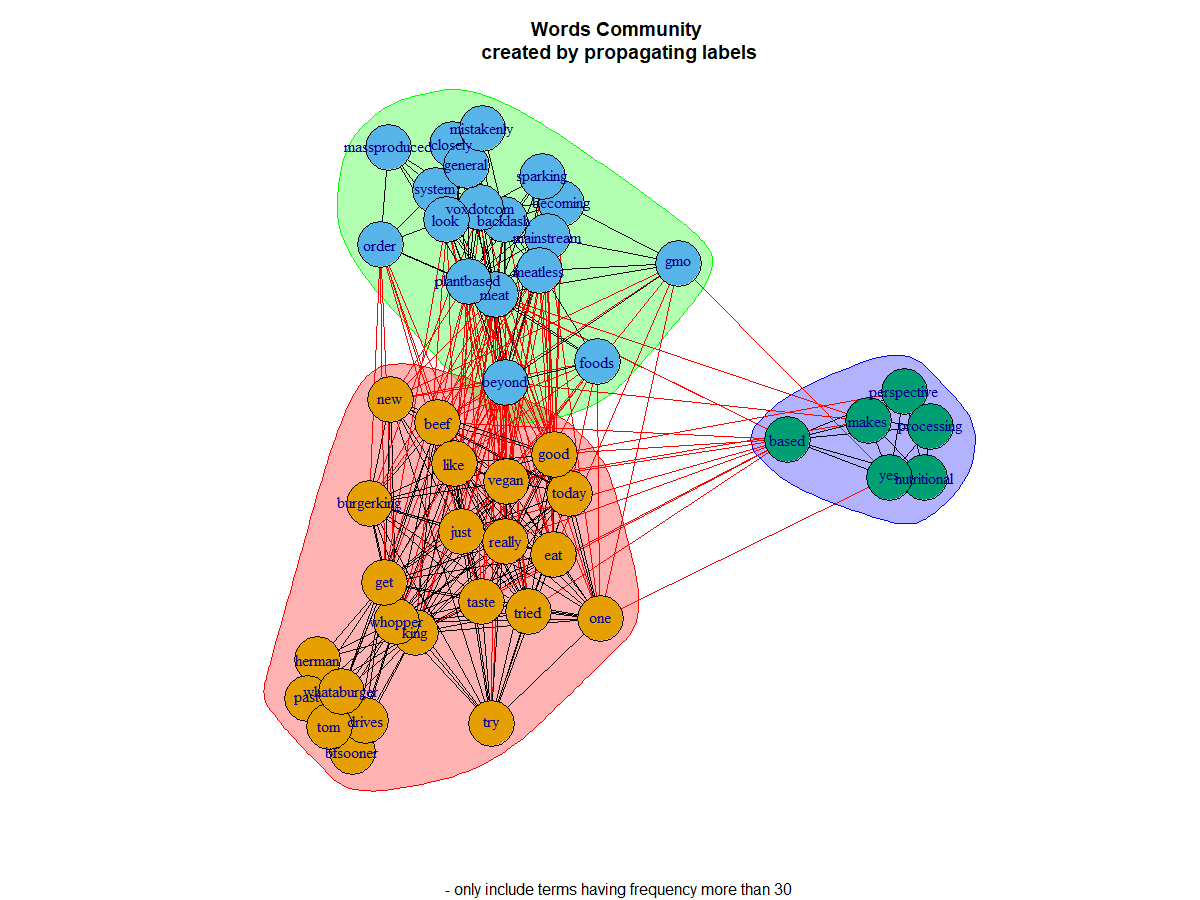 Words Community
created by propagating labels
mistakenly
massproduced
closely
general
sparking
system
becoming
voxdotcom
look
backlash
mainstream
order
gmo
meatless
plantbased
meat
foods
beyond
perspective
new
makes
beef
processing
based
good
like
vegan
yes
nutritional
today
burgerking
just
really
eat
get
taste
tried
one
whopper
king
herman
whataburger
past
drives
try
tom
bfsooner
- only include terms having frequency more than 30